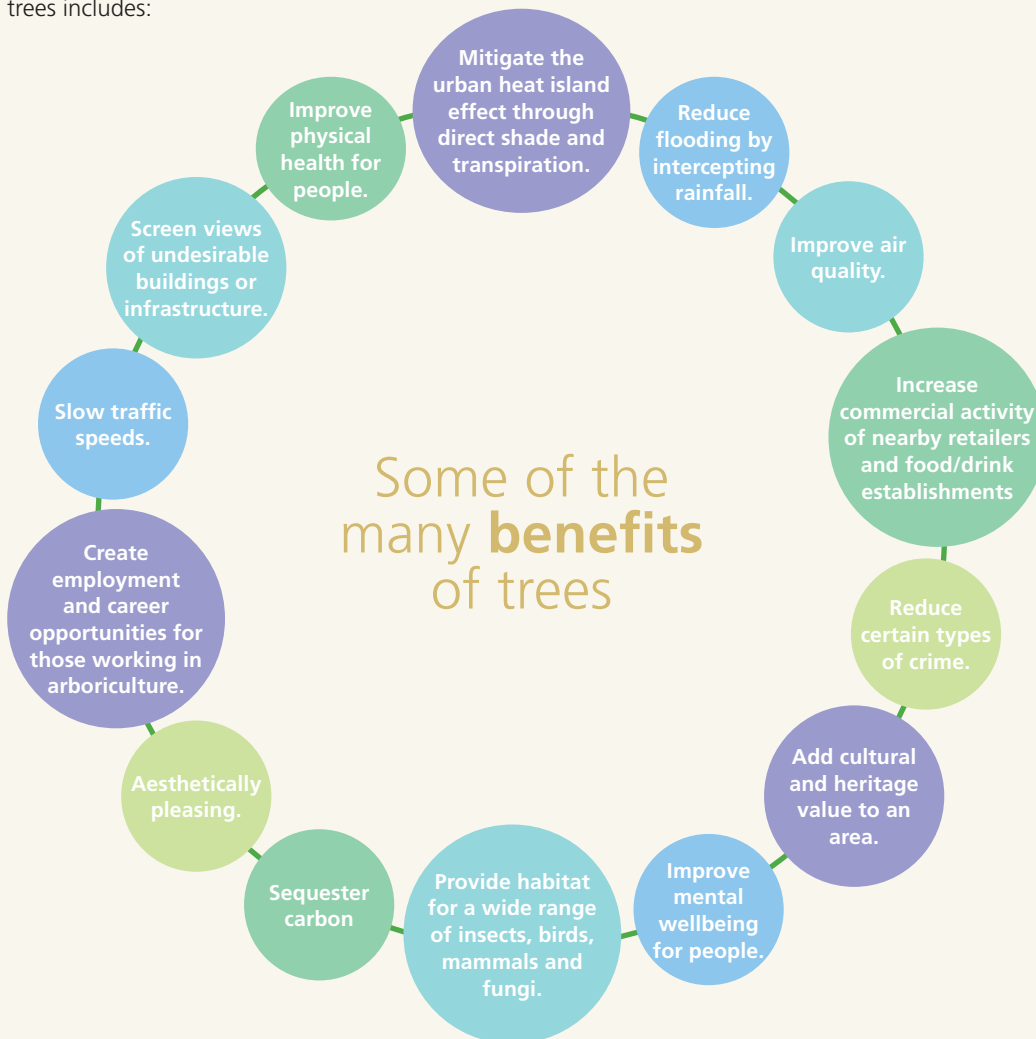 trees includes:
Mitigate the
urban heat island
effect through
direct shade and
transpiration.
Reduce
flooding by
intercepting
rainfall.
Improve air
quality.
Increase
commercial activity
of nearby retailers
and food/drink
establishments
Reduce
certain types
of crime.
Add cultural
and heritage
value to an
area.
Improve
mental
wellbeing
for people.
Provide habitat
for a wide range
of insects, birds,
mammals and
fungi.
Sequester
carbon
Aesthetically
pleasing.
Create
employment
and career
opportunities for
those working in
arboriculture.
Slow traffic
speeds.
Screen views
of undesirable
buildings or
infrastructure.
Improve
physical
health for
people.
Some of the
many benefits
of trees